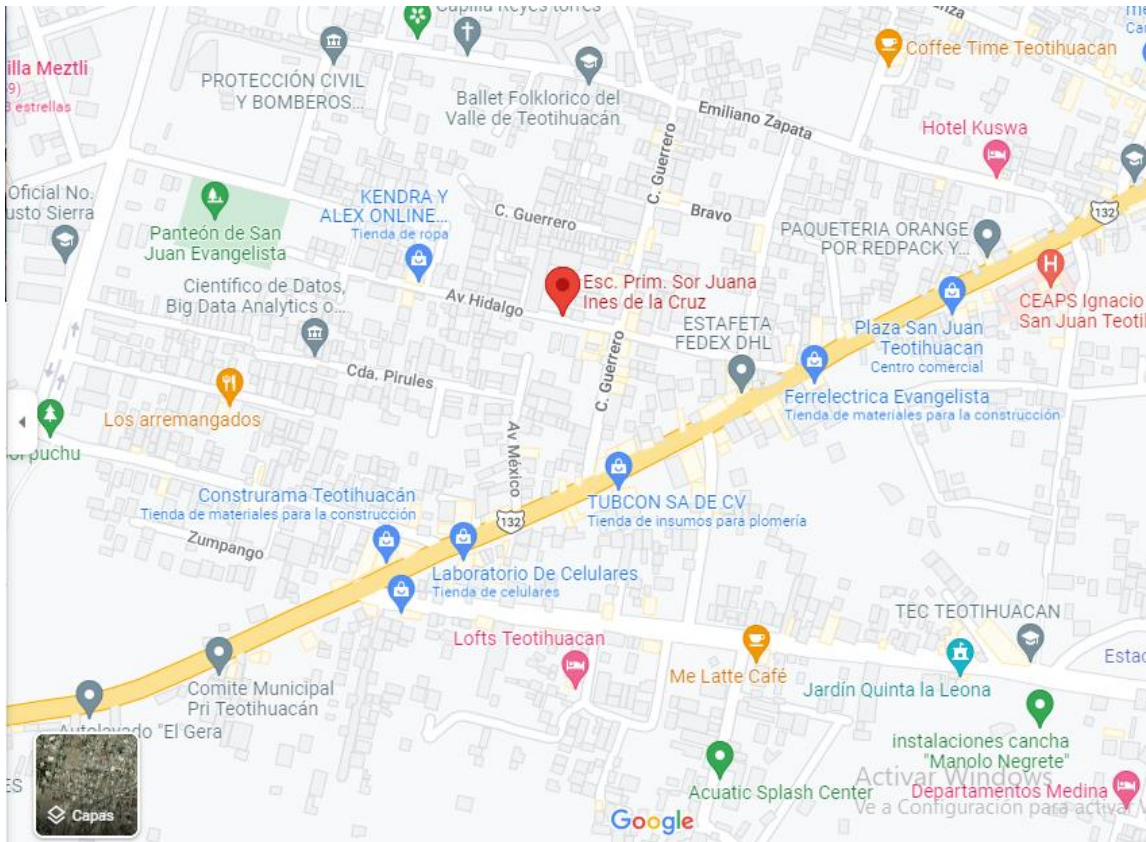 Capilla Reyes torres
Coffee Time Teotihuacan
PROTECCIÓN CIVIL
Y BOMBEROS...
illa Meztli
9)
3 estrellas
Ballet Folklorico del
Valle de Teotihuacán
Emiliano Zapata
Hotel Kuswa
C. Guerrero
Oficial No.
usto Sierra
KENDRA Y
ALEX ONLINE...
Tienda de ropa
C. Guerrero
Bravo
132
PAQUETERIA ORANGE
POR REDPACK Y...
Panteón de San
Juan Evangelista
Científico de Datos,
Big Data Analytics o...
Av Hidalgo
Esc. Prim. Sor Juana
Ines de la Cruz
H
CEAPS Ignacio
San Juan Teotil
ESTAFETA
FEDEX DHL
Plaza San Juan
Teotihuacan
Centro comercial
C. Guerrero
Cda. Pirules
Ferrelectrica Evangelista
Tienda de materiales para la construcción
Los arremangados
puchu
Av México
Construrama Teotihuacán
Tienda de materiales para la construcción
TUBCON SA DE CV
Tienda de insumos para plomería
132
Zumpango
Laboratorio De Celulares
Tienda de celulares
TEC TEOTIHUACAN
Lofts Teotihuacan
Me Latte Café
Jardín Quinta la Leona
Estac
Comite Municipal
Pri Teotihuacán
Autolavado "El Gera
instalaciones cancha
"Manolo Negrete"
Acuatic Splash Center
Departamentos Medina
Activar Windows
Ve a Configuración para activar
ES
Capas
Google